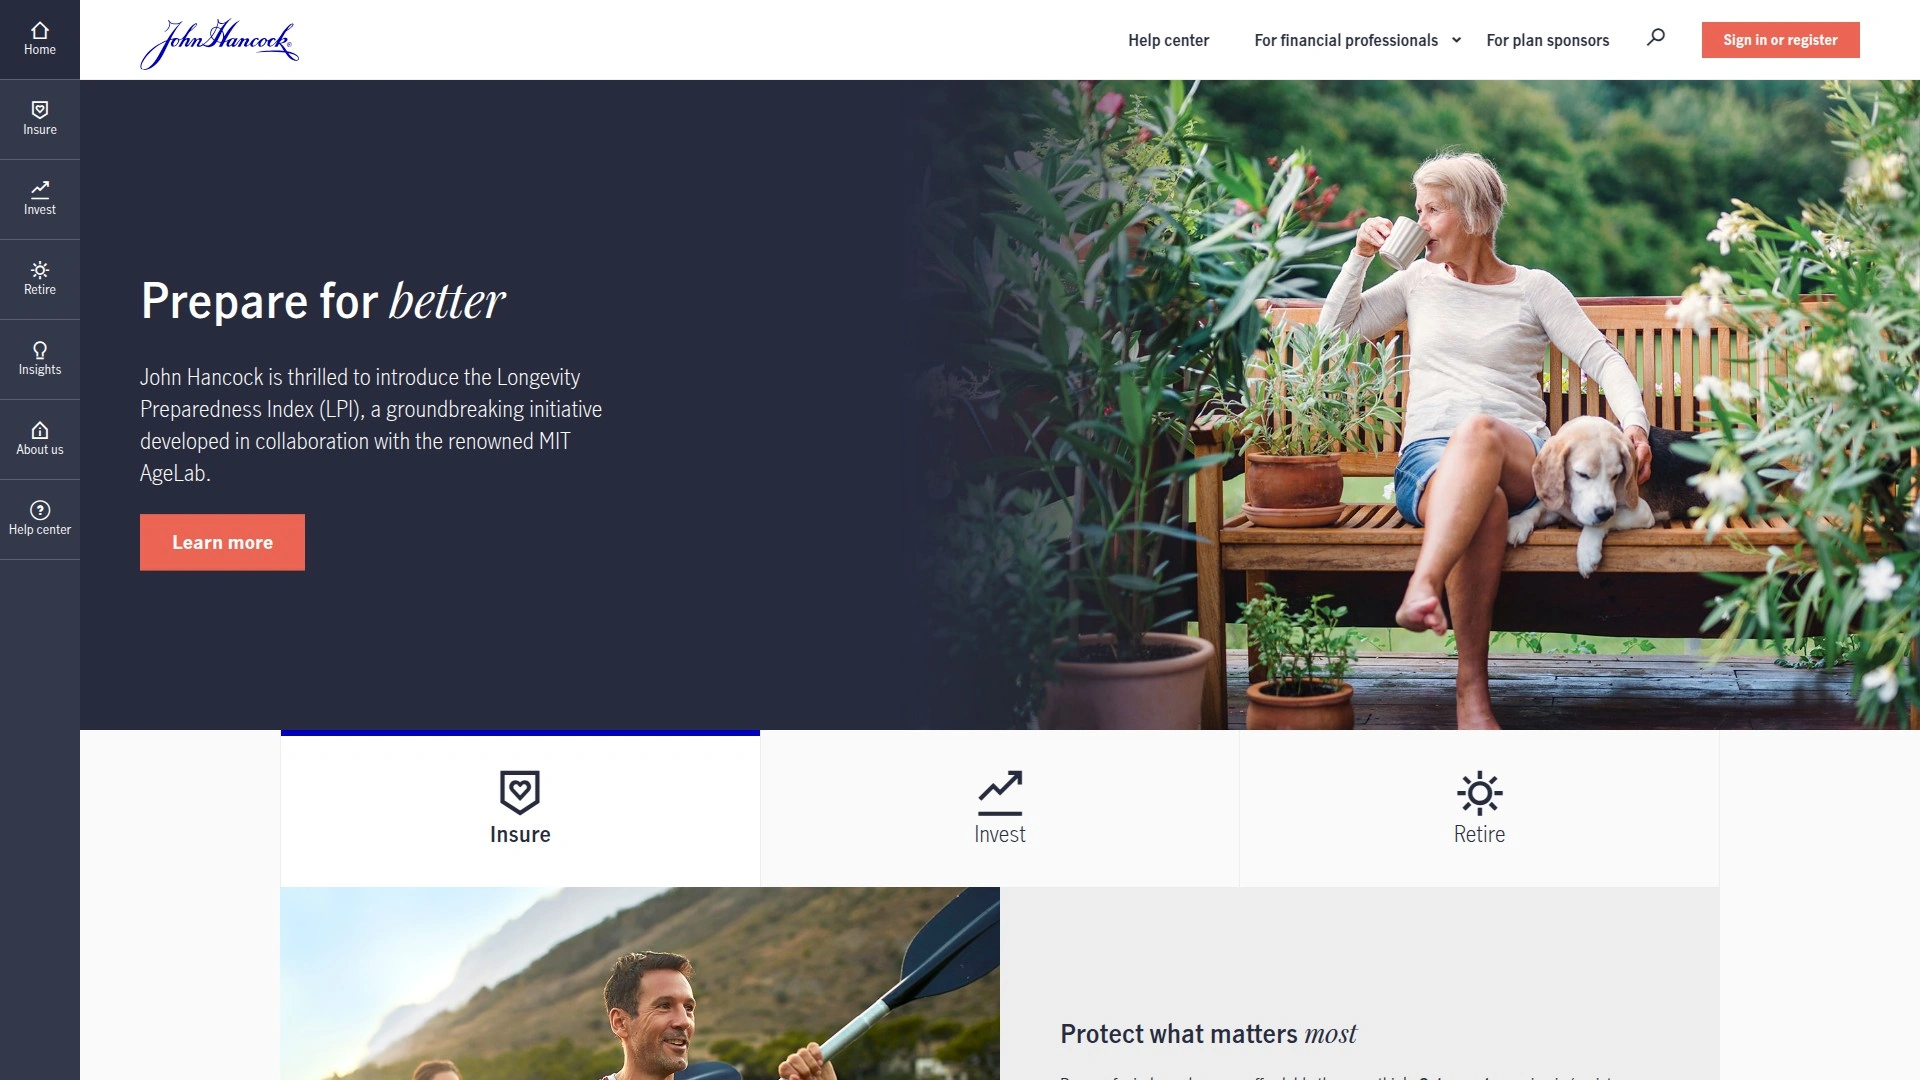 John Hancock
Help center
For financial professionals
For plan sponsors
Sign in or register
Home
Insure
Invest
Retire
Insights
About us
Help center
Prepare for better
John Hancock is thrilled to introduce the Longevity
Preparedness Index (LPI), a groundbreaking initiative
developed in collaboration with the renowned MIT
AgeLab.
Learn more
Insure
Invest
Retire
Protect what matters most